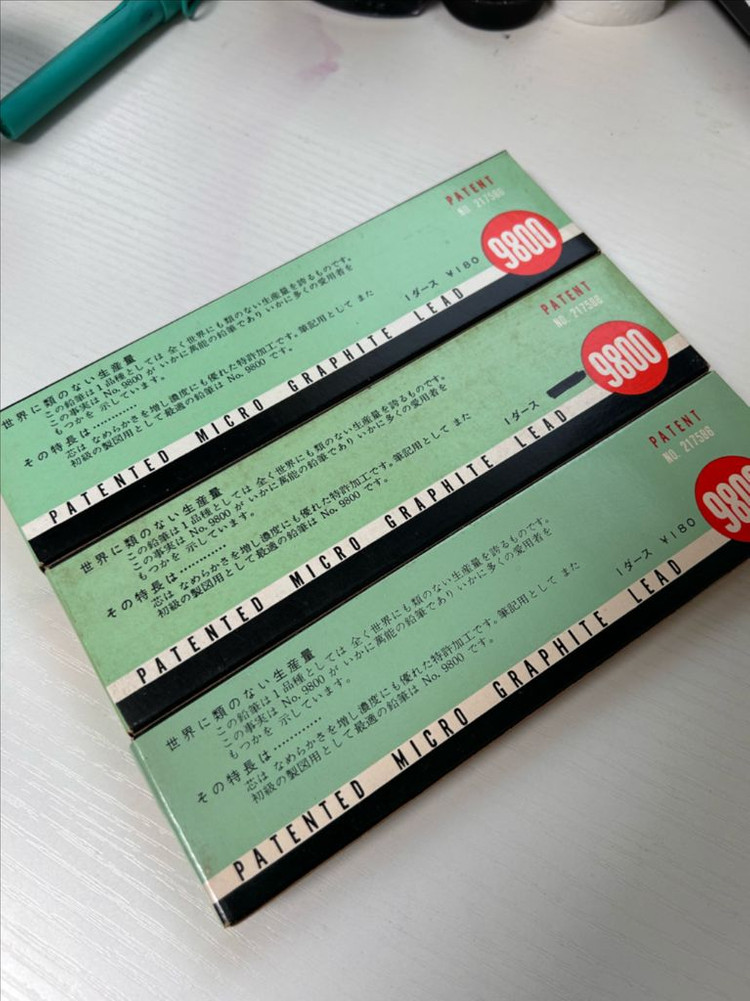 PATENT
NO. 217586
9800
世界に類のない生産量
この鉛筆は1品種としては 全く世界にも類のない生産量を誇るものです。
この事実は No. 9800 が いかに萬能の鉛筆であり いかに多くの愛用者を
もつかを 示しています。
その特長は…………
芯は なめらかさを増し濃度にも優れた特許加工です。筆記用として また
初級の製図用として最適の鉛筆は No. 9800 です。
1ダース ¥180
PATENTED MICRO GRAPHITE LEAD
PATENT
NO. 217586
9800
世界に類のない生産量
この鉛筆は1品種としては 全く世界にも類のない生産量を誇るものです。
この事実は No. 9800 が いかに萬能の鉛筆であり いかに多くの愛用者を
もつかを 示しています。
その特長は…………
芯は なめらかさを増し濃度にも優れた特許加工です。筆記用として また
初級の製図用として最適の鉛筆は No. 9800 です。
1ダース
PATENTED MICRO GRAPHITE LEAD
PATENT
NO. 217586
9800
世界に類のない生産量
この鉛筆は1品種としては 全く世界にも類のない生産量を誇るものです。
この事実は No. 9800 が いかに萬能の鉛筆であり いかに多くの愛用者を
もつかを 示しています。
その特長は…………
芯は なめらかさを増し濃度にも優れた特許加工です。筆記用として また
初級の製図用として最適の鉛筆は No. 9800 です。
1ダース ¥180
PATENTED MICRO GRAPHITE LEAD